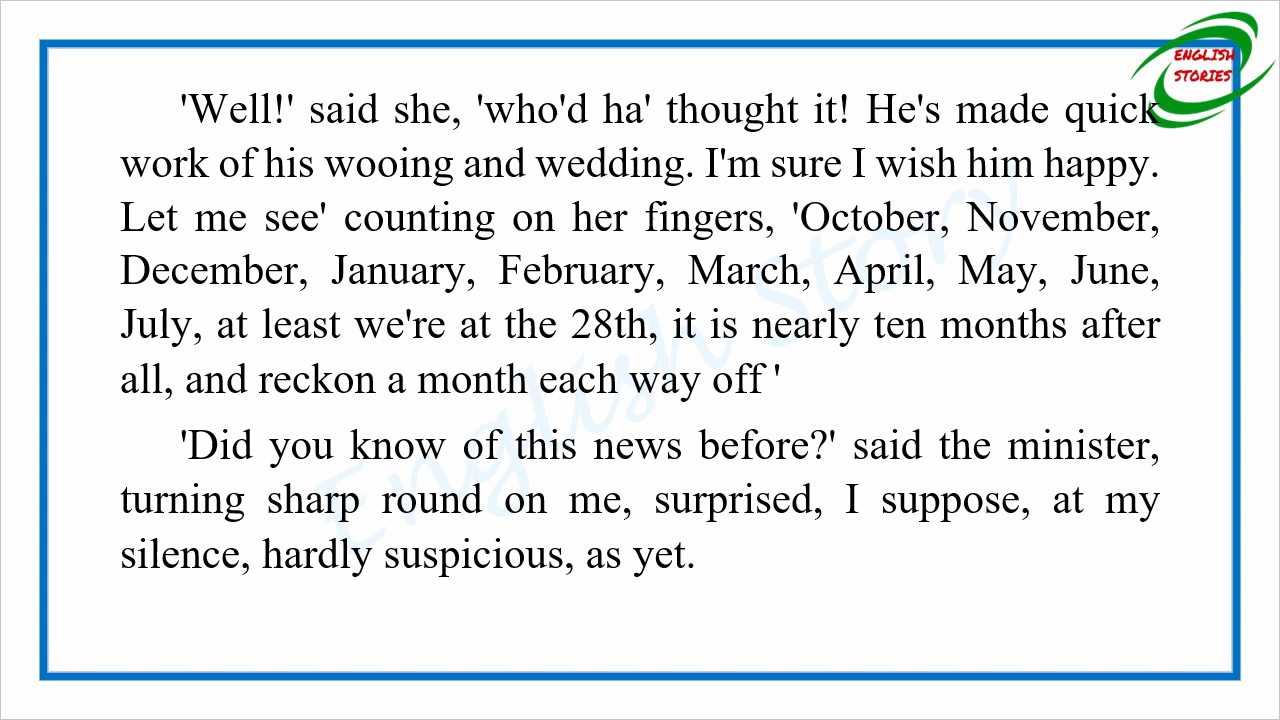 ENGLISH
STORIES
'Well!' said she, 'who'd ha' thought it! He's made quick
work of his wooing and wedding. I'm sure I wish him happy.
Let me see' counting on her fingers, 'October, November,
December, January, February, March, April, May, June,
July, at least we're at the 28th, it is nearly ten months after
all, and reckon a month each way off '
'Did you know of this news before?' said the minister,
turning sharp round on me, surprised, I suppose, at my
silence, hardly suspicious, as yet.
English Story